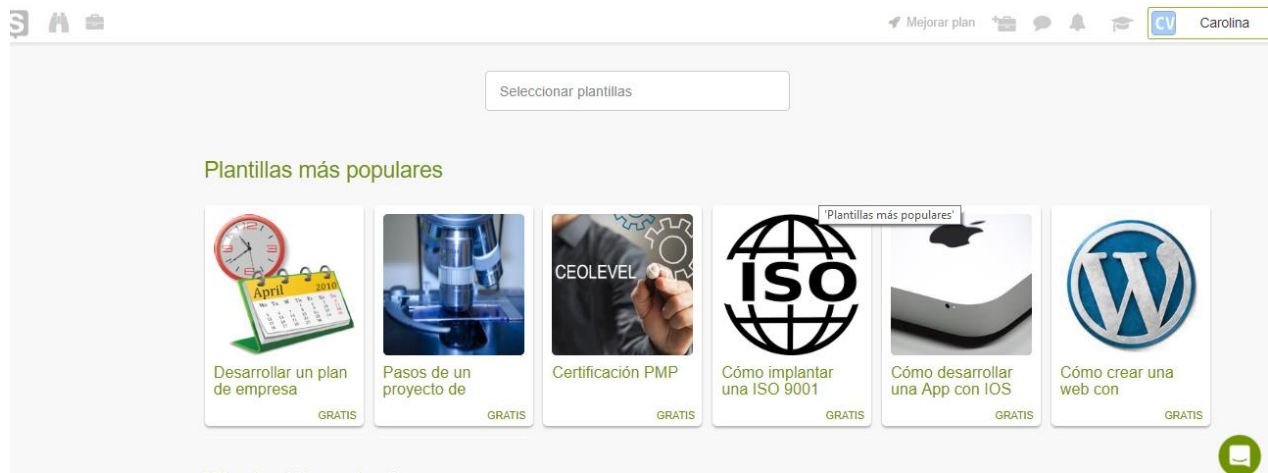 S
Mejorar plan
CV
Carolina
Seleccionar plantillas
Plantillas más populares
'Plantillas más populares'
April 2010
CEOLEVEL
ISO
W
Desarrollar un plan
de empresa
GRATIS
Pasos de un
proyecto de
GRATIS
Certificación PMP
GRATIS
Cómo implantar
una ISO 9001
GRATIS
Cómo desarrollar
una App con IOS
GRATIS
Cómo crear una
web con
GRATIS